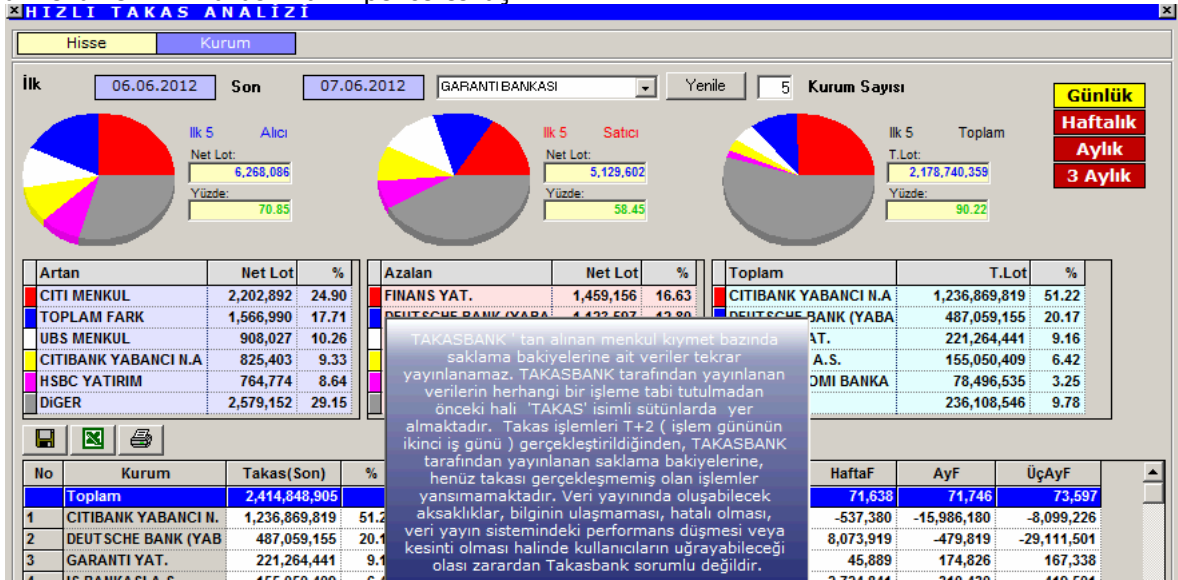 HIZLI TAKAS ANALİZİ
Hisse Kurum
İlk 06.06.2012 Son 07.06.2012 GARANTI BANKASI Yenile 5 Kurum Sayısı
Günlük
Haftalık
Aylık
3 Aylık
Ilk 5 Alıcı
Net Lot:
6,268,086
Yüzde:
70.85
Ilk 5 Satıcı
Net Lot:
5,129,602
Yüzde:
58.45
Ilk 5 Toplam
T.Lot:
2,178,740,359
Yüzde:
90.22
Artan Net Lot %
CITI MENKUL 2,202,892 24.90
TOPLAM FARK 1,566,990 17.71
UBS MENKUL 908,027 10.26
CITIBANK YABANCI N.A 825,403 9.33
HSBC YATIRIM 764,774 8.64
DiĞER 2,579,152 29.15
Azalan Net Lot %
FINANS YAT. 1,459,156 16.63
Toplam T.Lot %
CITIBANK YABANCI N.A 1,236,869,819 51.22
DEUTSCHE BANK (YABA 487,059,155 20.17
AT. 221,264,441 9.16
A.S. 155,050,409 6.42
OMI BANKA 78,496,535 3.25
236,108,546 9.78
TAKASBANK ' tan alınan menkul kıymet bazında
saklama bakiyelerine ait veriler tekrar
yayınlanamaz. TAKASBANK tarafından yayınlanan
verilerin herhangi bir işleme tabi tutulmadan
önceki hali 'TAKAS' isimli sütünlarda yer
almaktadır. Takas işlemleri T+2 ( işlem gününün
ikinci iş günü ) gerçekleştirildiğinden, TAKASBANK
tarafından yayınlanan saklama bakiyelerine,
henüz takası gerçekleşmemiş olan işlemler
yansımamaktadır. Veri yayınında oluşabilecek
aksaklıklar, bilginin ulaşmaması, hatalı olması,
veri yayın sistemindeki performans düşmesi veya
kesinti olması halinde kullanıcıların uğrayabileceği
olası zarardan Takasbank sorumlu değildir.
No Kurum Takas(Son) % HaftaF AyF ÜçAyF
Toplam 2,414,848,905 71,638 71,746 73,597
1 CITIBANK YABANCI N. 1,236,869,819 51.2 -537,380 -15,986,180 -8,099,226
2 DEUTSCHE BANK (YAB 487,059,155 20.1 8,073,919 -479,819 -29,111,501
3 GARANTI YAT. 221,264,441 9.1 45,889 174,826 167,338